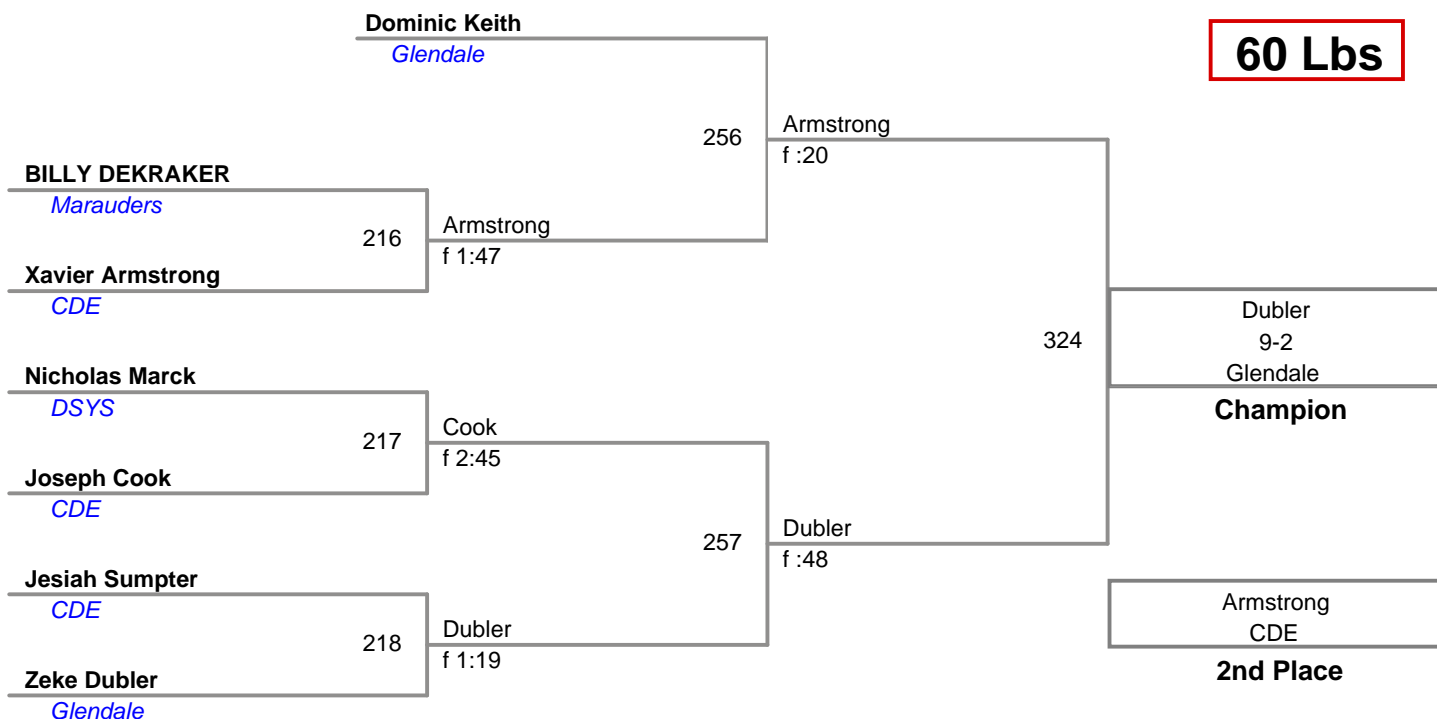 Dominic Keith
Glendale
60 Lbs
256
Armstrong
f :20
BILLY DEKRAKER
Marauders
216
Armstrong
f 1:47
Xavier Armstrong
CDE
324
Dubler
9-2
Glendale
Champion
Nicholas Marck
DSYS
217
Cook
f 2:45
Joseph Cook
CDE
257
Dubler
f :48
Jesiah Sumpter
CDE
218
Dubler
f 1:19
Zeke Dubler
Glendale
Armstrong
CDE
2nd Place